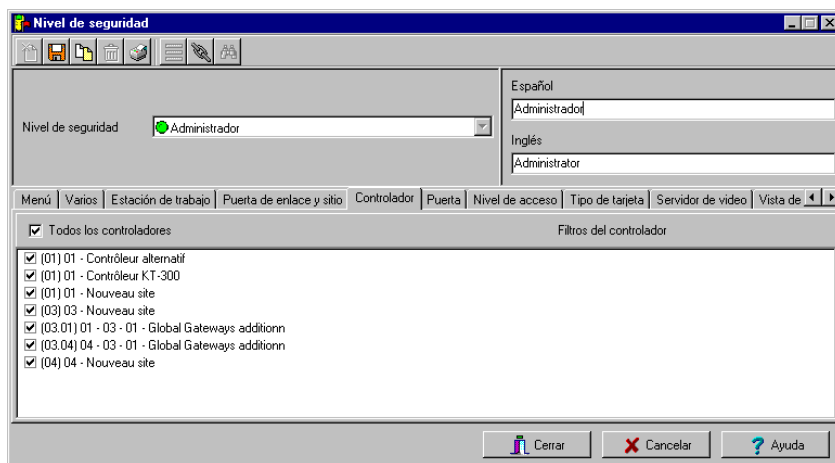 Nivel de seguridad
Español
Administrador
Nivel de seguridad
Administrador
Inglés
Administrator
Menú Varios Estación de trabajo Puerta de enlace y sitio Controlador Puerta Nivel de acceso Tipo de tarjeta Servidor de video Vista de
Todos los controladores Filtros del controlador
(01) 01 - Contrôleur alternatif
(01) 01 - Contrôleur KT-300
(01) 01 - Nouveau site
(03) 03 - Nouveau site
(03.01) 01 - 03 - 01 - Global Gateways additionn
(03.04) 04 - 03 - 01 - Global Gateways additionn
(04) 04 - Nouveau site
Cerrar Cancelar Ayuda